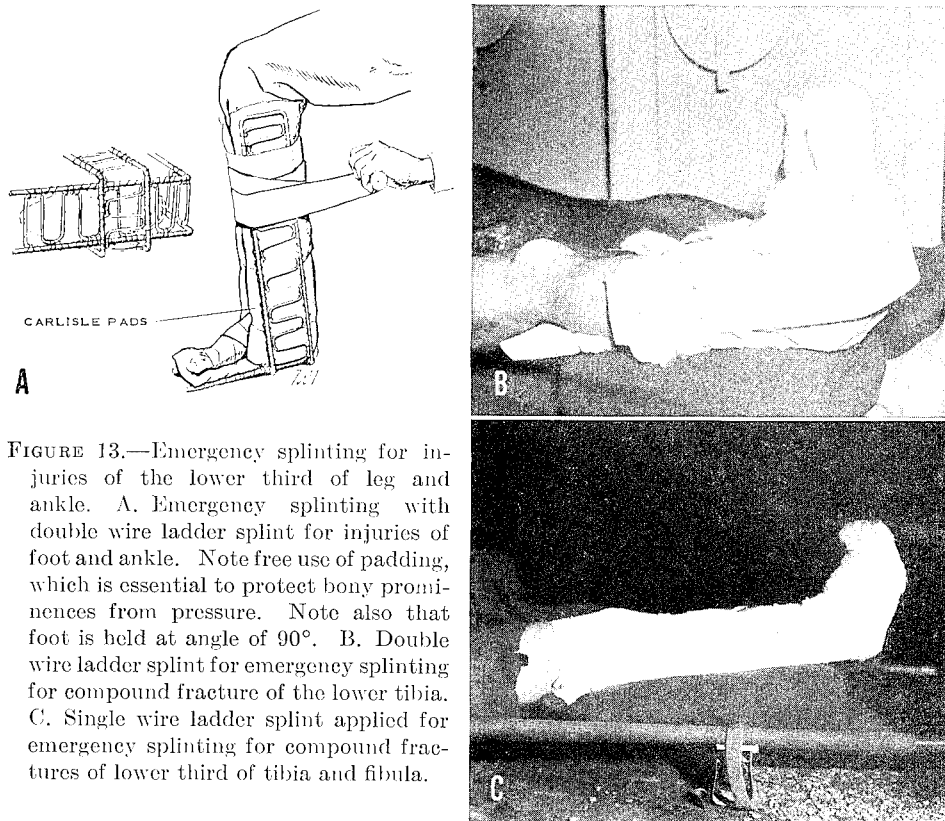 CARLISLE PADS
A
B
FIGURE 13.—Emergency splinting for in-
juries of the lower third of leg and
ankle. A. Emergency splinting with
double wire ladder splint for injuries of
foot and ankle. Note free use of padding,
which is essential to protect bony promi-
nences from pressure. Note also that
foot is held at angle of 90°. B. Double
wire ladder splint for emergency splinting
for compound fracture of the lower tibia.
C. Single wire ladder splint applied for
emergency splinting for compound frac-
tures of lower third of tibia and fibula.
C